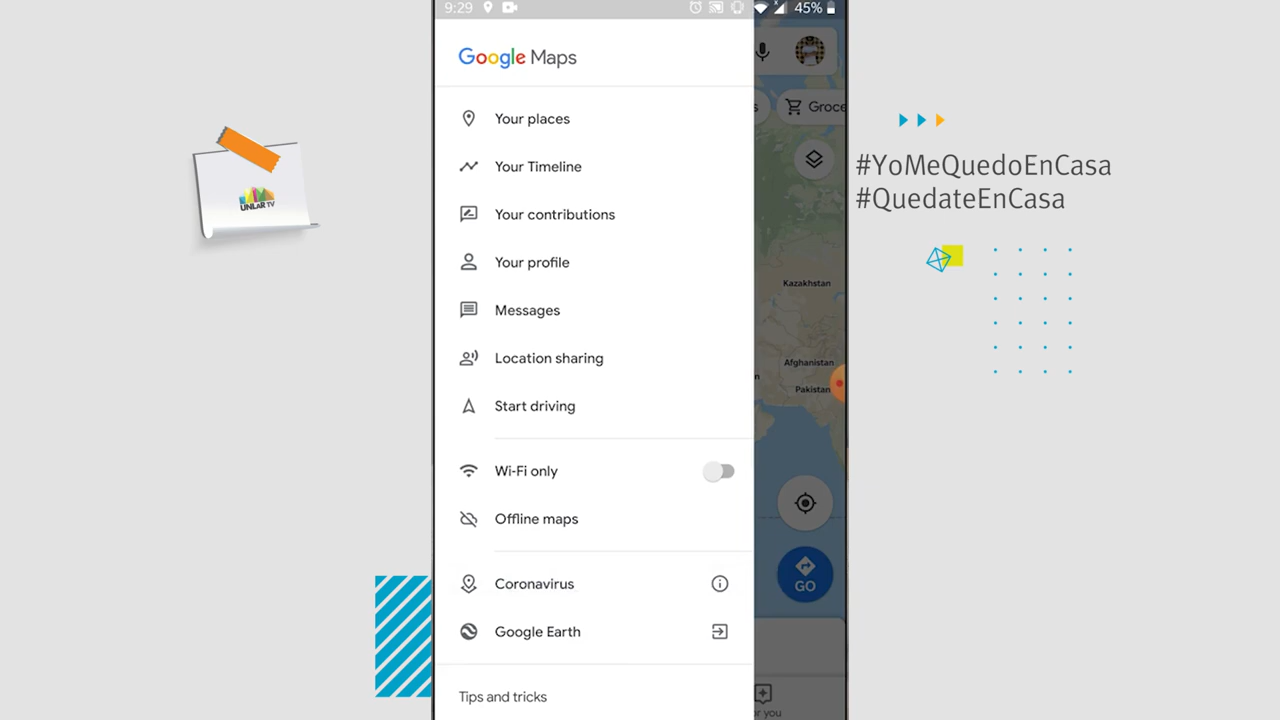 9:29
45%
Google Maps
Groce
Your places
Your Timeline
Your contributions
Your profile
Messages
Location sharing
Start driving
Wi-Fi only
Offline maps
Coronavirus
Google Earth
Tips and tricks
Kazakhstan
Afghanistan
Pakistan
GO
or you
UNLAR TV
#YoMeQuedoEnCasa
#QuedateEnCasa